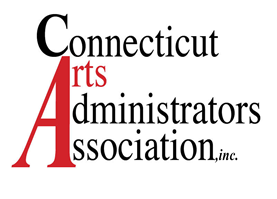 Connecticut
Arts
Administrators
Association,inc.